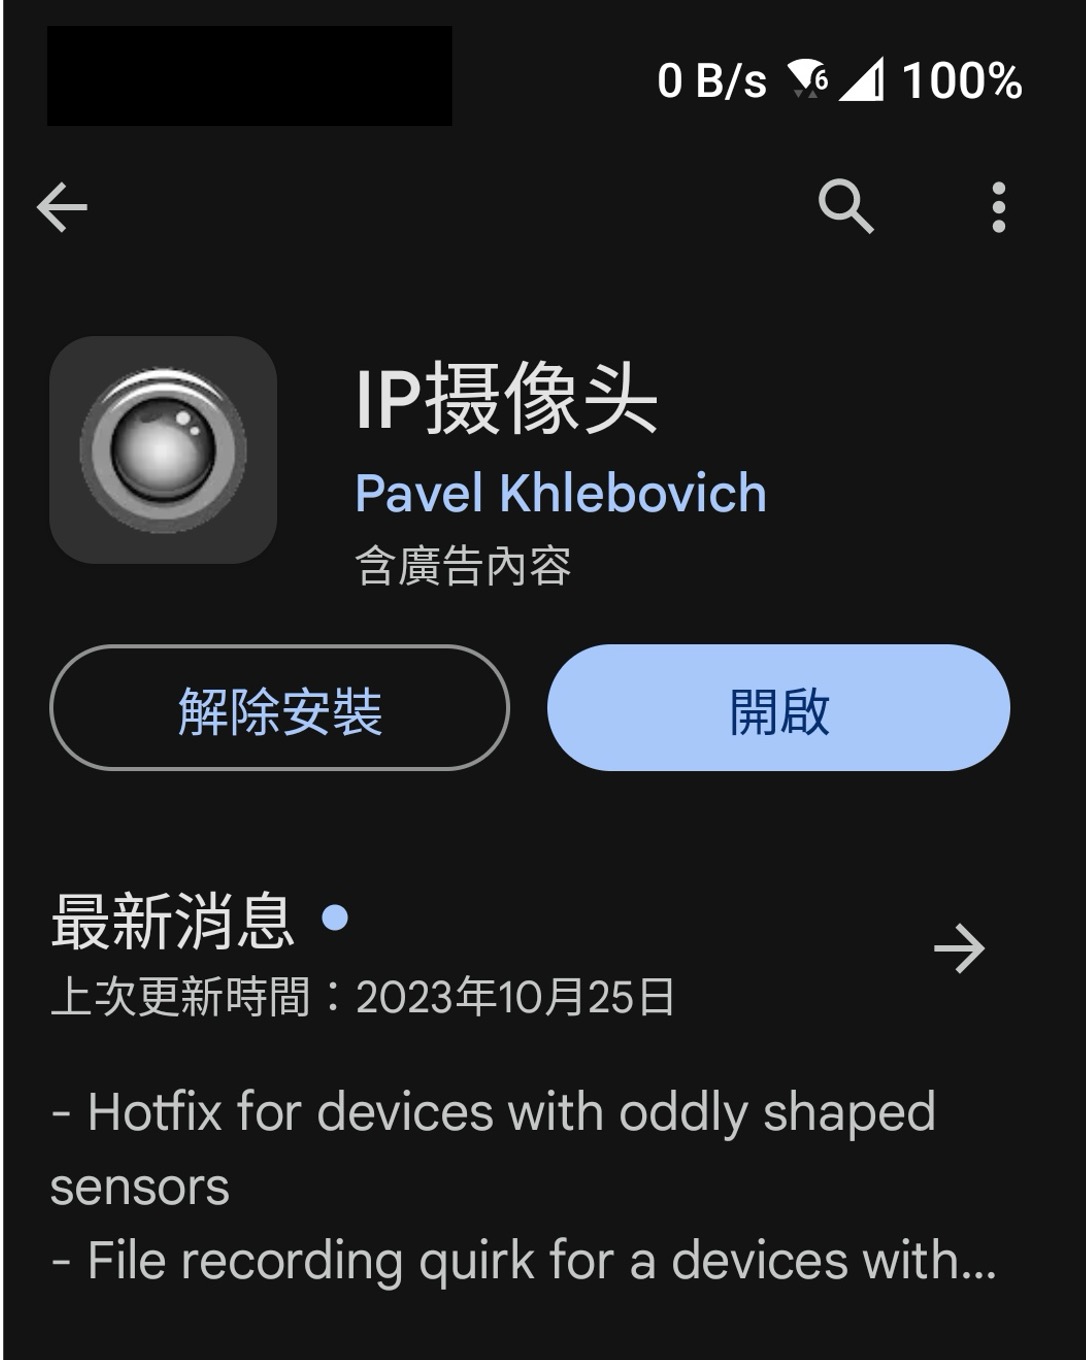 0 B/s 6 100%
IP摄像头
Pavel Khlebovich
含廣告內容
解除安裝
開啟
最新消息
上次更新時間：2023年10月25日
- Hotfix for devices with oddly shaped
sensors
- File recording quirk for a devices with...